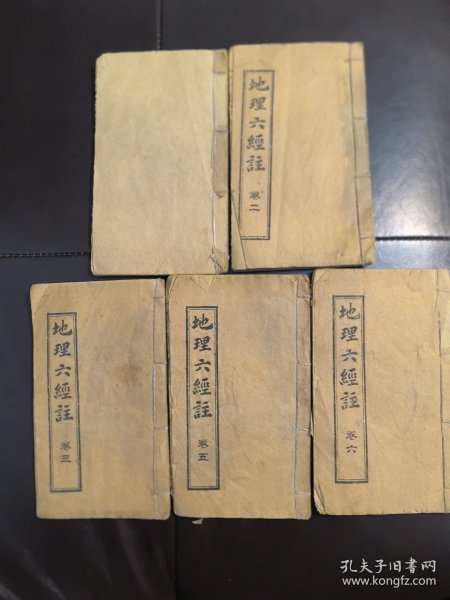 地理六經註
卷二
地理六經註
卷三
地理六經註
卷五
地理六經註
卷六
孔夫子旧书网
www.kongfz.com